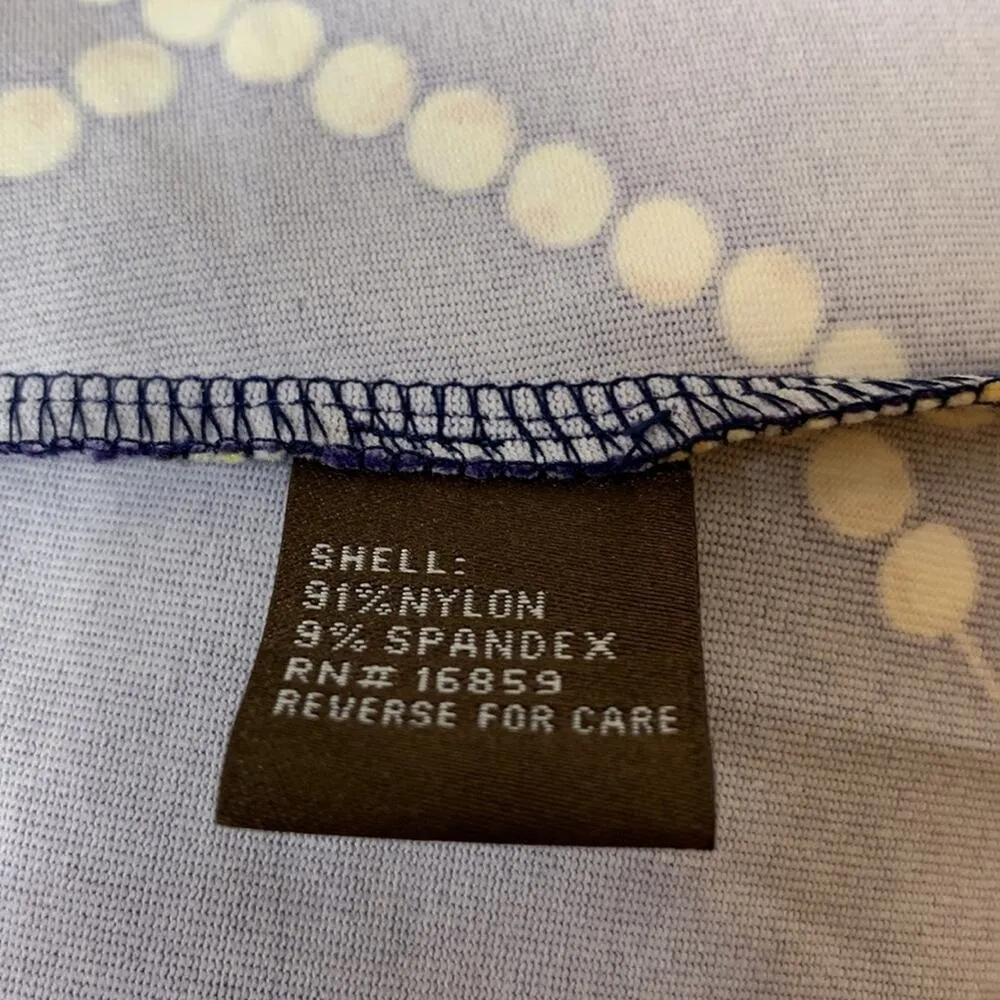 SHELL:
91% NYLON
9% SPANDEX
RN# 16859
REVERSE FOR CARE